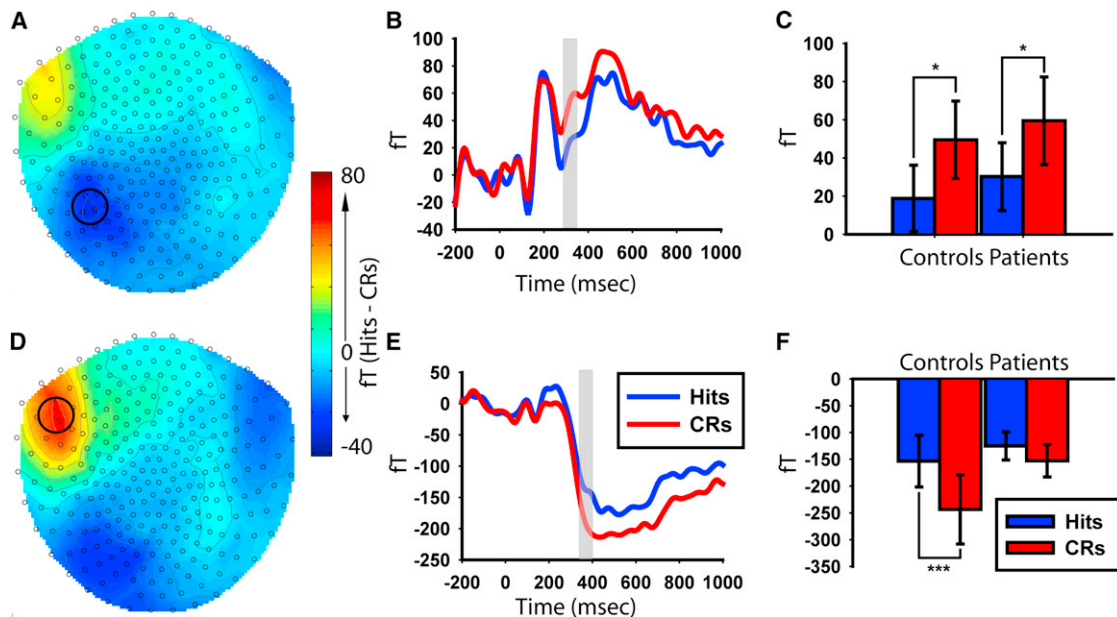 A
80
0
-40
fT (Hits - CRs)
B
100
80
60
40
20
0
-20
-40
fT
-200 0 200 400 600 800 1000
Time (msec)
C
100
80
60
40
20
0
fT
*
*
Controls Patients
D
E
50
0
-50
-100
-150
-200
-250
fT
-200 0 200 400 600 800 1000
Time (msec)
Hits
CRs
F
Controls Patients
0
-50
-100
-150
-200
-250
-300
-350
fT
***
Hits
CRs